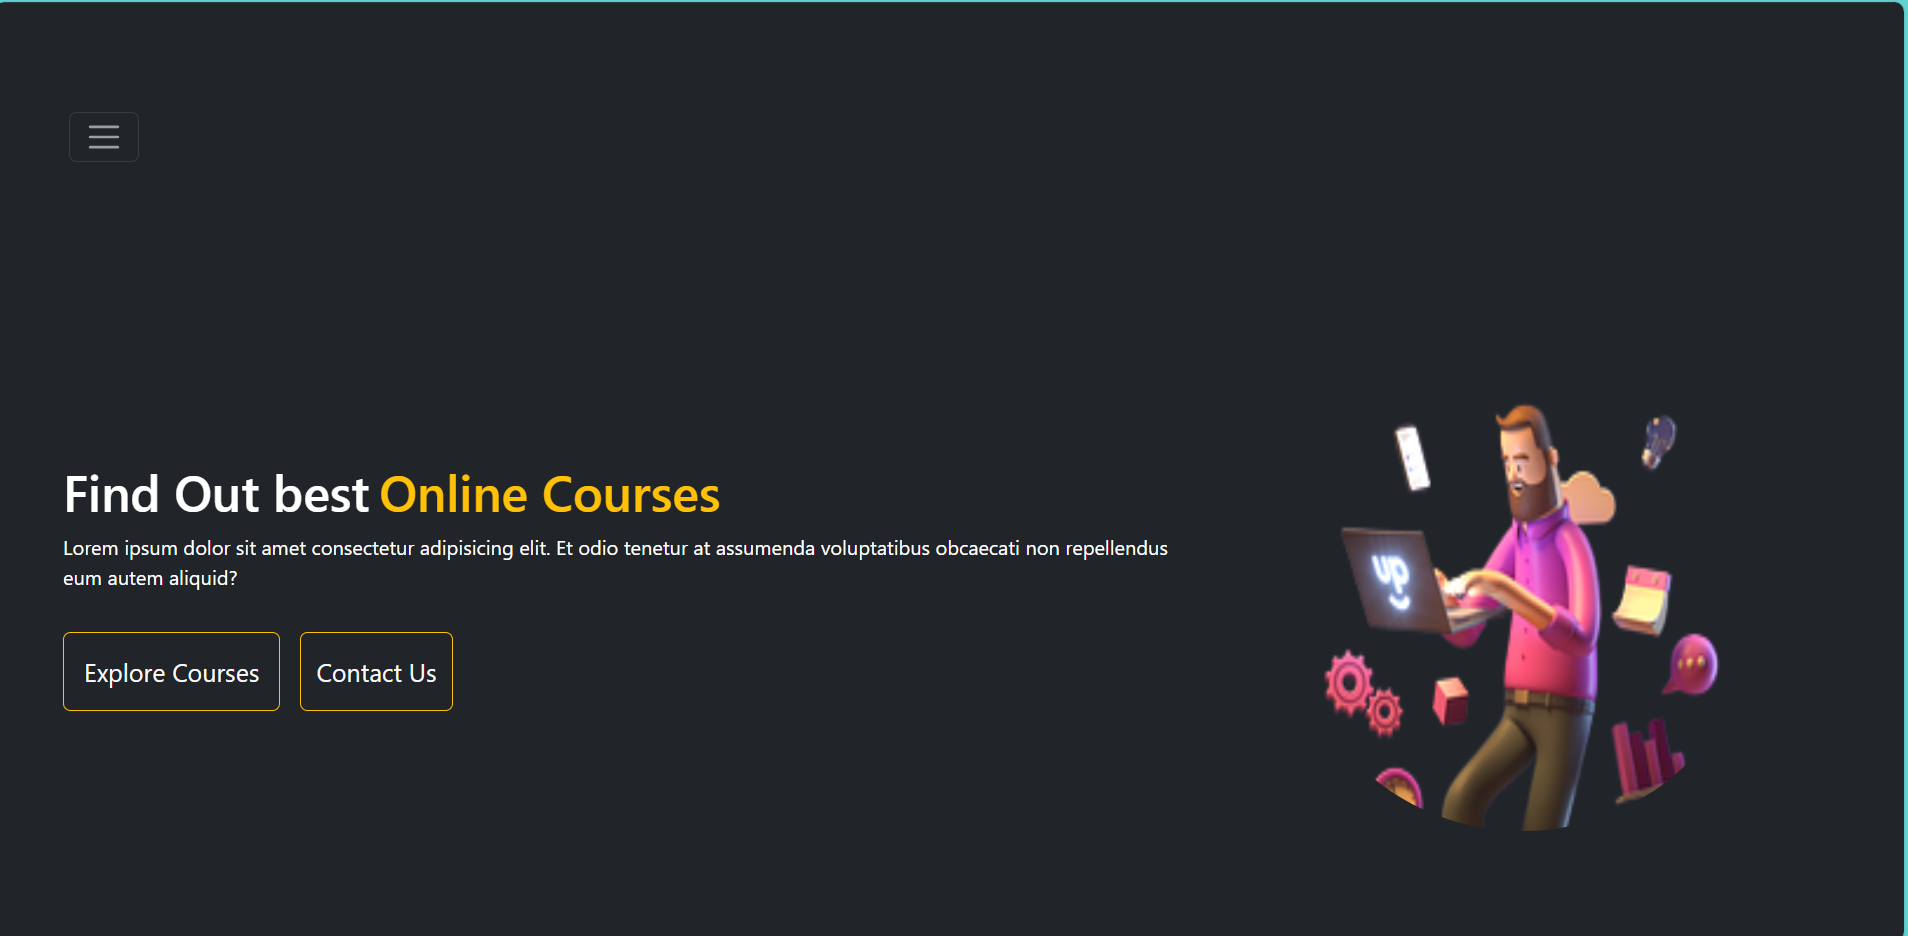 Find Out best Online Courses
Lorem ipsum dolor sit amet consectetur adipisicing elit. Et odio tenetur at assumenda voluptatibus obcaecati non repellendus
eum autem aliquid?
Explore Courses
Contact Us
up